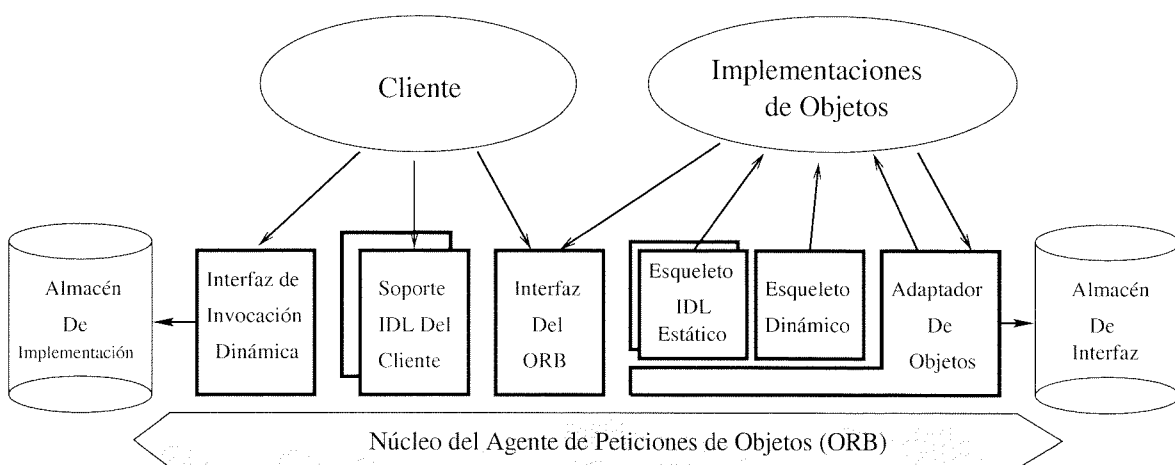 Cliente
Implementaciones
de Objetos
Almacén
De
Implementación
Interfaz de
Invocación
Dinámica
Soporte
IDL Del
Cliente
Interfaz
Del
ORB
Esqueleto
IDL
Estático
Esqueleto
Dinámico
Adaptador
De
Objetos
Almacén
De
Interfaz
Núcleo del Agente de Peticiones de Objetos (ORB)